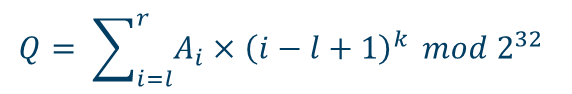 Q = ∑_{i=l}^{r} A_i × (i − l + 1)^k mod 2^{32}